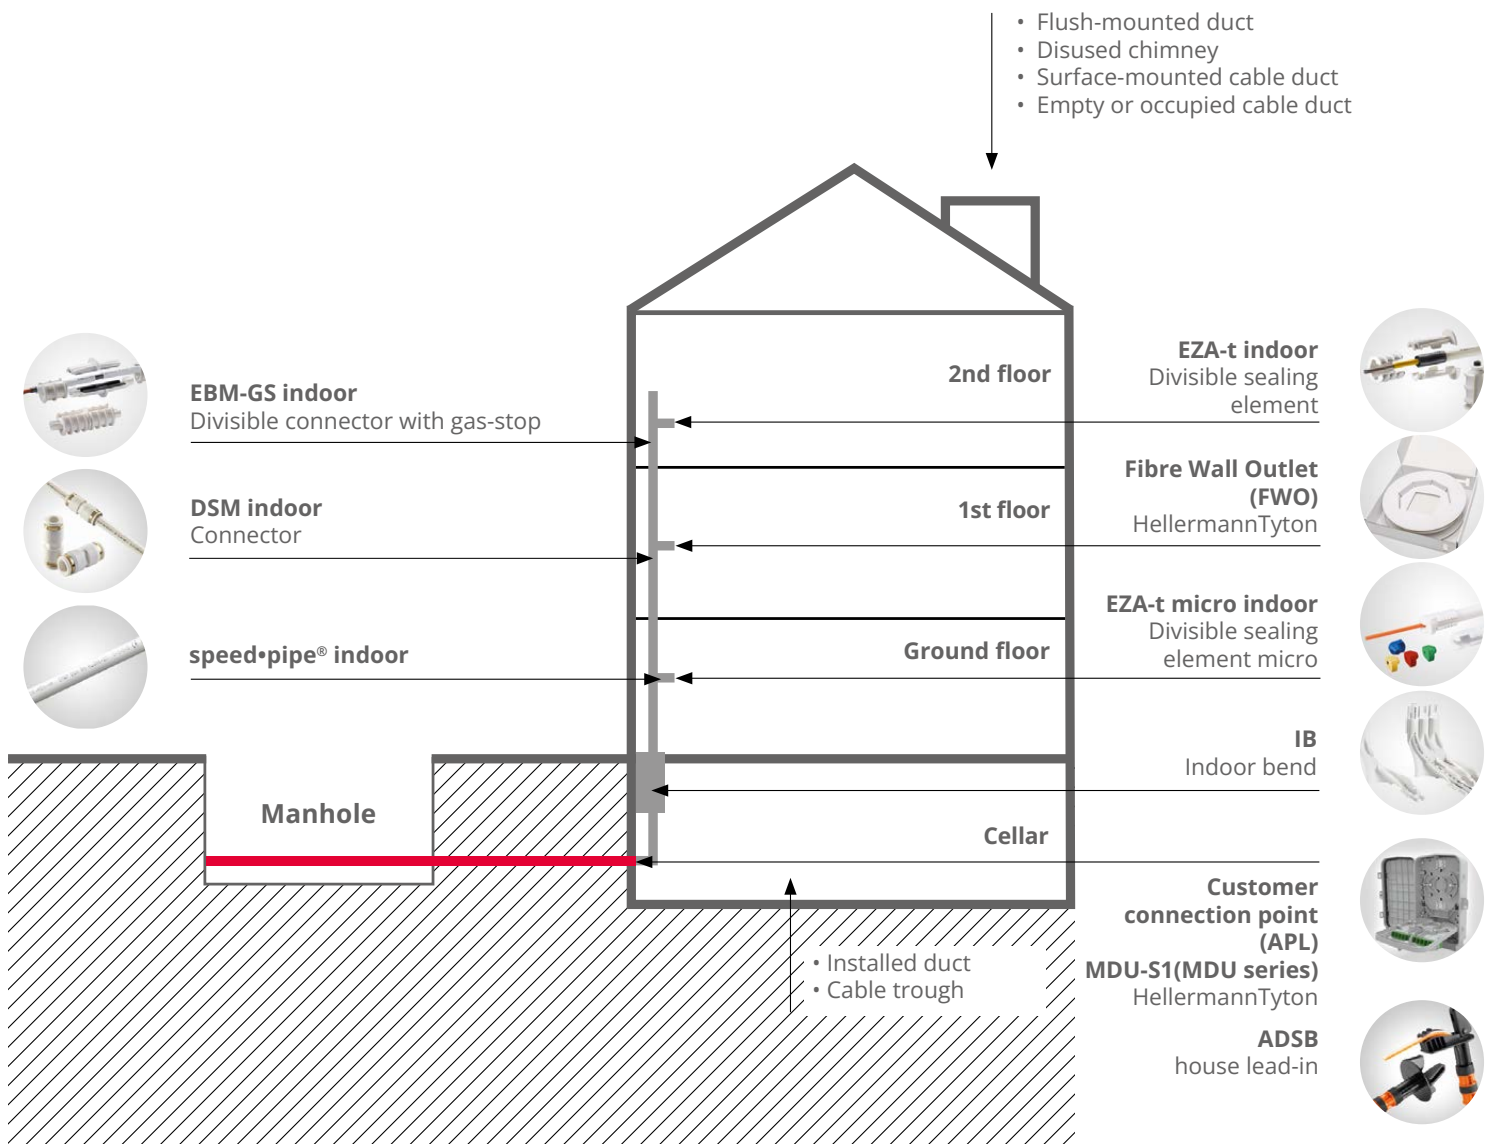 • Flush-mounted duct
• Disused chimney
• Surface-mounted cable duct
• Empty or occupied cable duct
EBM-GS indoor
Divisible connector with gas-stop
DSM indoor
Connector
speed•pipe® indoor
Manhole
2nd floor
1st floor
Ground floor
Cellar
• Installed duct
• Cable trough
EZA-t indoor
Divisible sealing
element
Fibre Wall Outlet
(FWO)
HellermannTyton
EZA-t micro indoor
Divisible sealing
element micro
IB
Indoor bend
Customer
connection point
(APL)
MDU-S1(MDU series)
HellermannTyton
ADSB
house lead-in